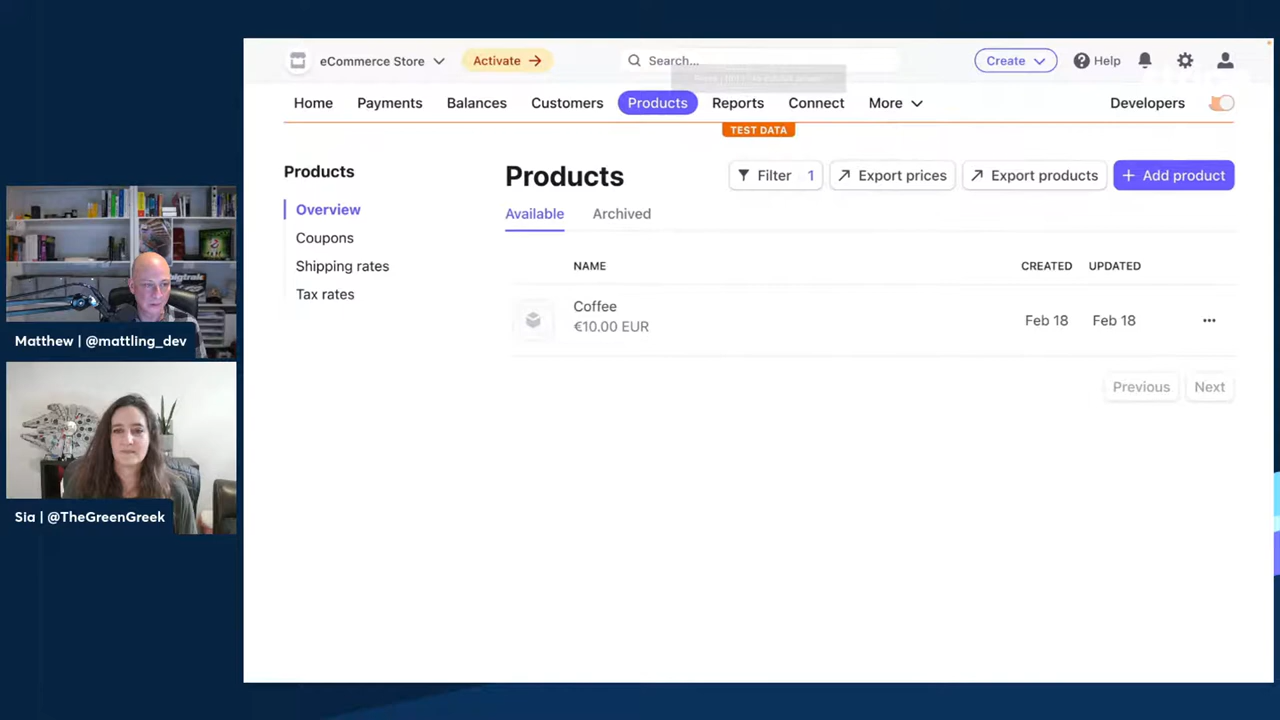 eCommerce Store
Activate
Search...
Create
Help
Home
Payments
Balances
Customers
Products
Reports
Connect
More
Developers
TEST DATA
Products
Overview
Coupons
Shipping rates
Tax rates
Products
Filter 1
Export prices
Export products
Add product
Available
Archived
NAME
CREATED
UPDATED
Coffee
€10.00 EUR
Feb 18
Feb 18
Previous
Next
Matthew | @mattling_dev
Sia | @TheGreenGreek